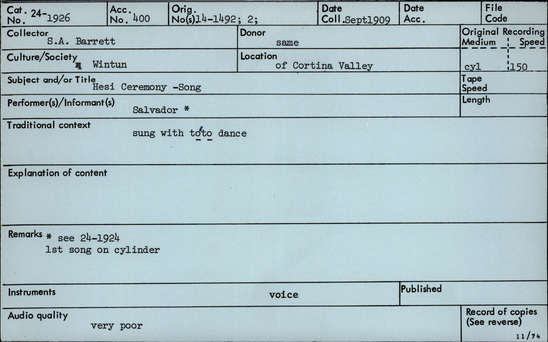 Cat. No. 24-1926 Acc. No. 400 Orig. No(s) 14-1492; 2; Date Coll. Sept1909 Date Acc. File Code
Collector S.A. Barrett Donor same Original Recording Medium Speed
Culture/Society Wintun Location of Cortina Valley cyl 150
Subject and/or Title Hesi Ceremony -Song Tape Speed
Performer(s)/Informant(s) Salvador * Length
Traditional context sung with toto dance
Explanation of content
Remarks * see 24-1924
1st song on cylinder
Instruments voice Published
Audio quality very poor Record of copies (See reverse)
11/74